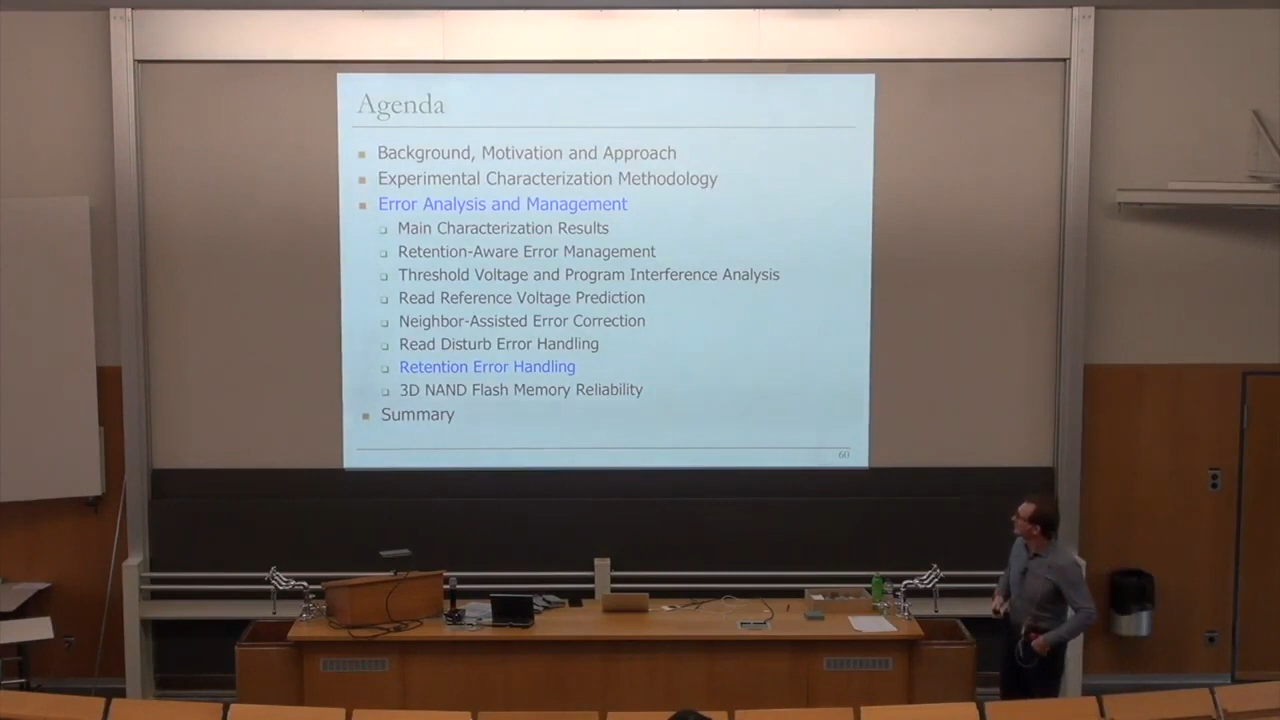 Agenda
Background, Motivation and Approach
Experimental Characterization Methodology
Error Analysis and Management
Main Characterization Results
Retention-Aware Error Management
Threshold Voltage and Program Interference Analysis
Read Reference Voltage Prediction
Neighbor-Assisted Error Correction
Read Disturb Error Handling
Retention Error Handling
3D NAND Flash Memory Reliability
Summary
60